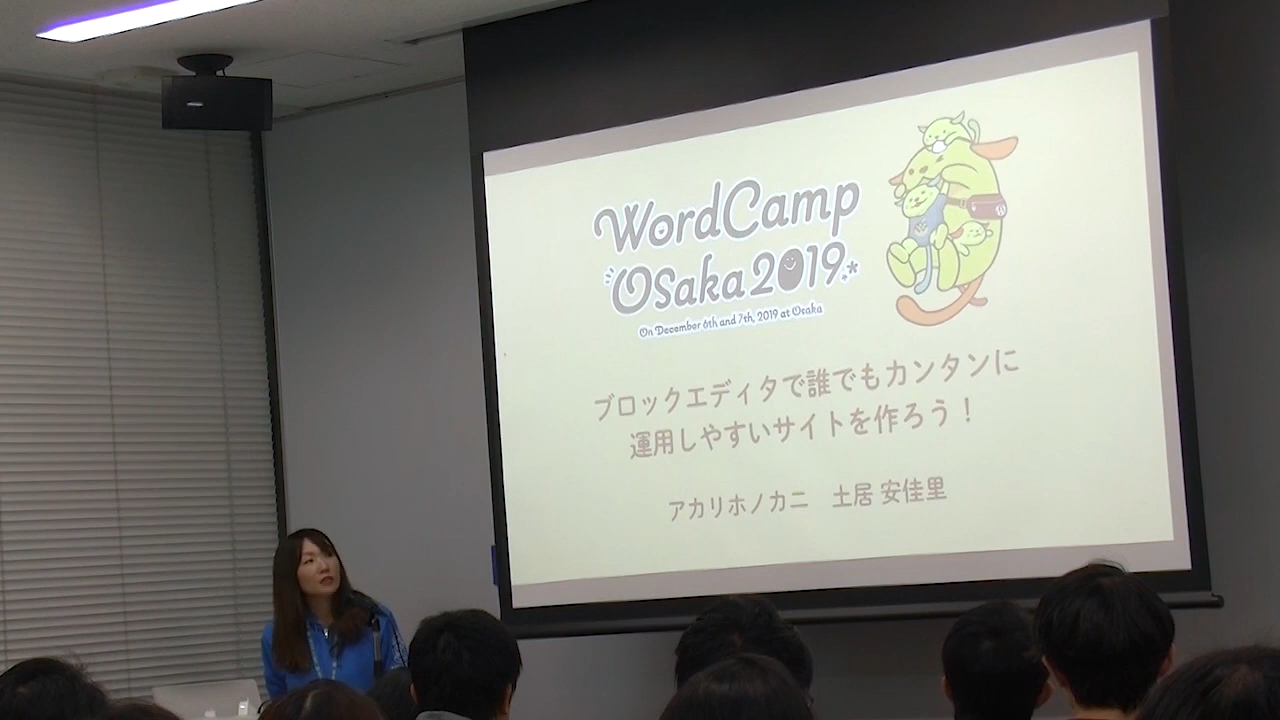 WordCamp
Osaka 2019
On December 6th and 7th, 2019 at Osaka
ブロックエディタで誰でもカンタンに
運用しやすいサイトを作ろう！
アカリホノカニ　土居 安佳里